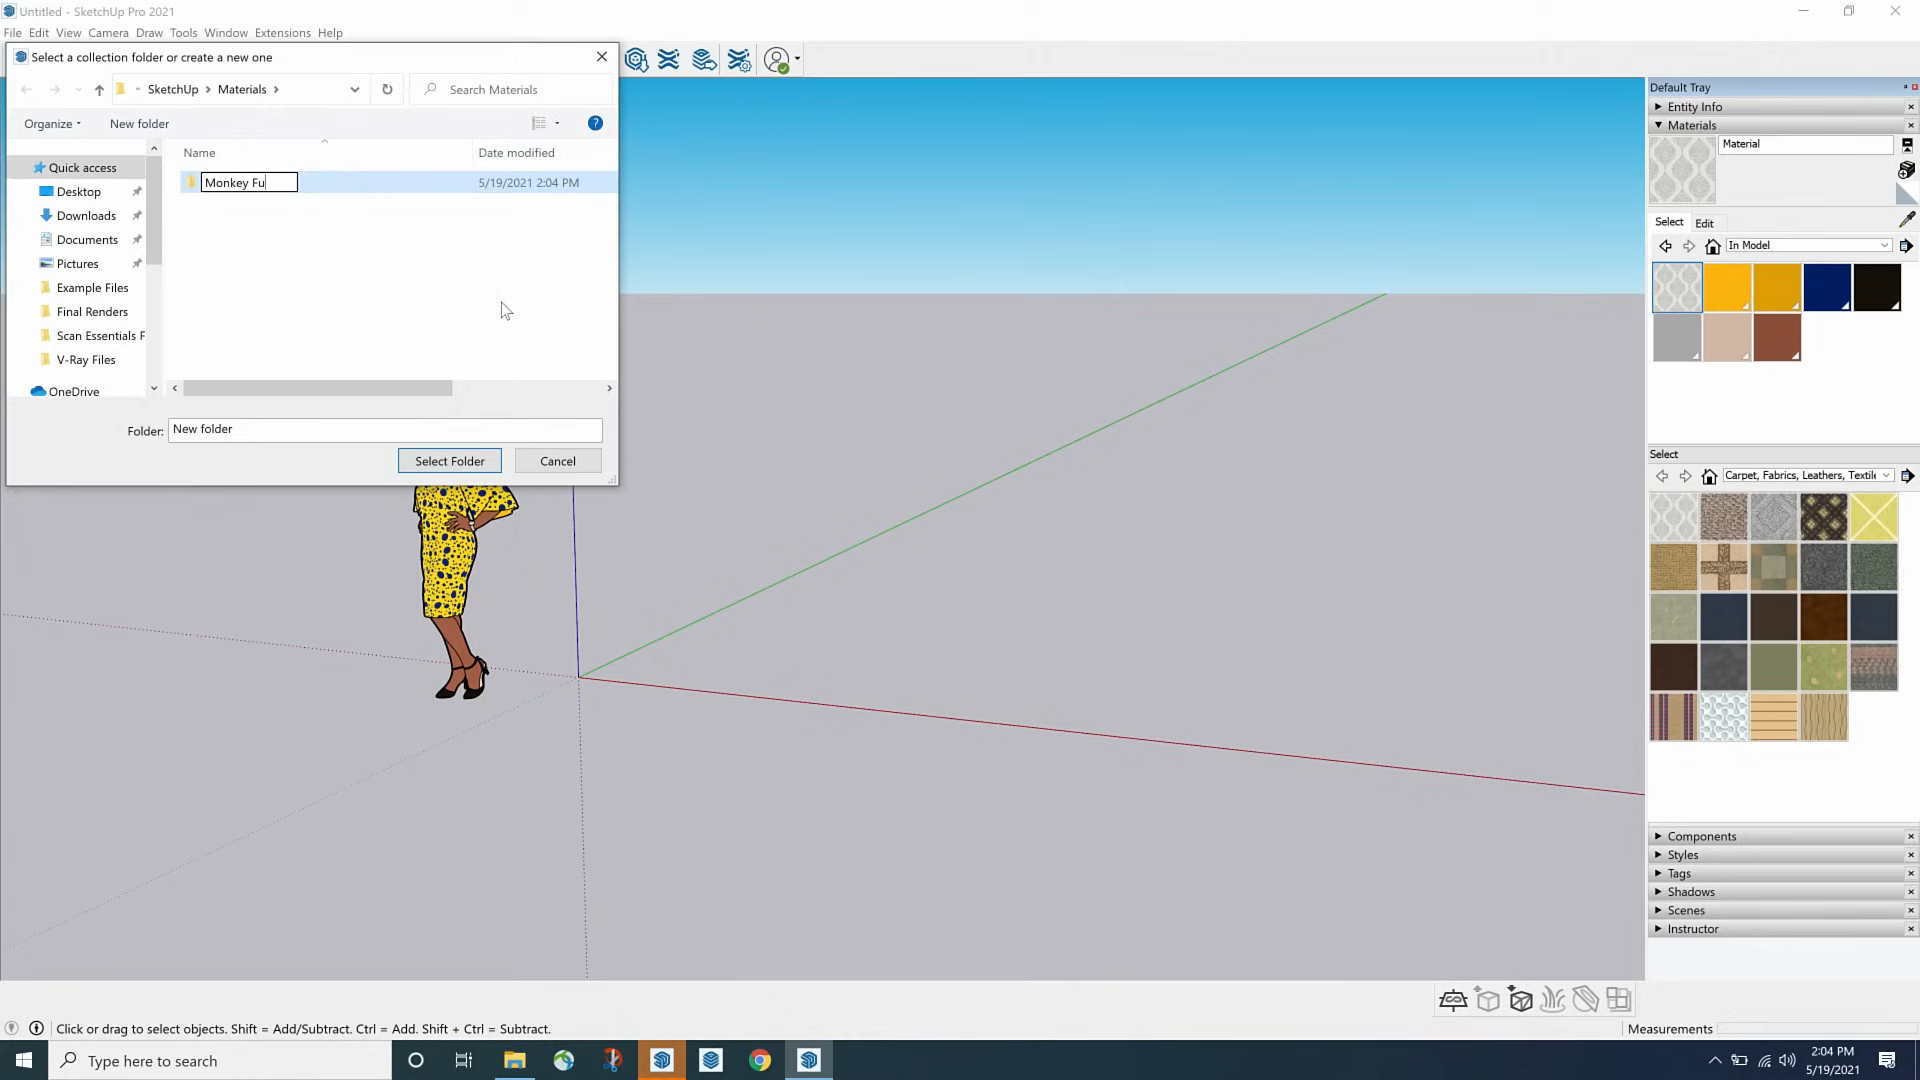 Untitled - SketchUp Pro 2021
File Edit View Camera Draw Tools Window Extensions Help
Select a collection folder or create a new one
SketchUp Materials
Search Materials
Organize New folder
Name Date modified
Quick access
Monkey Fu 5/19/2021 2:04 PM
Desktop
Downloads
Documents
Pictures
Example Files
Final Renders
Scan Essentials F
V-Ray Files
OneDrive
Folder: New folder
Select Folder Cancel
Default Tray
Entity Info
Materials
Material
Select Edit
In Model
Select
Carpet, Fabrics, Leathers, Textile
Components
Styles
Tags
Shadows
Scenes
Instructor
Click or drag to select objects. Shift = Add/Subtract. Ctrl = Add. Shift + Ctrl = Subtract.
Measurements
Type here to search
2:04 PM
5/19/2021